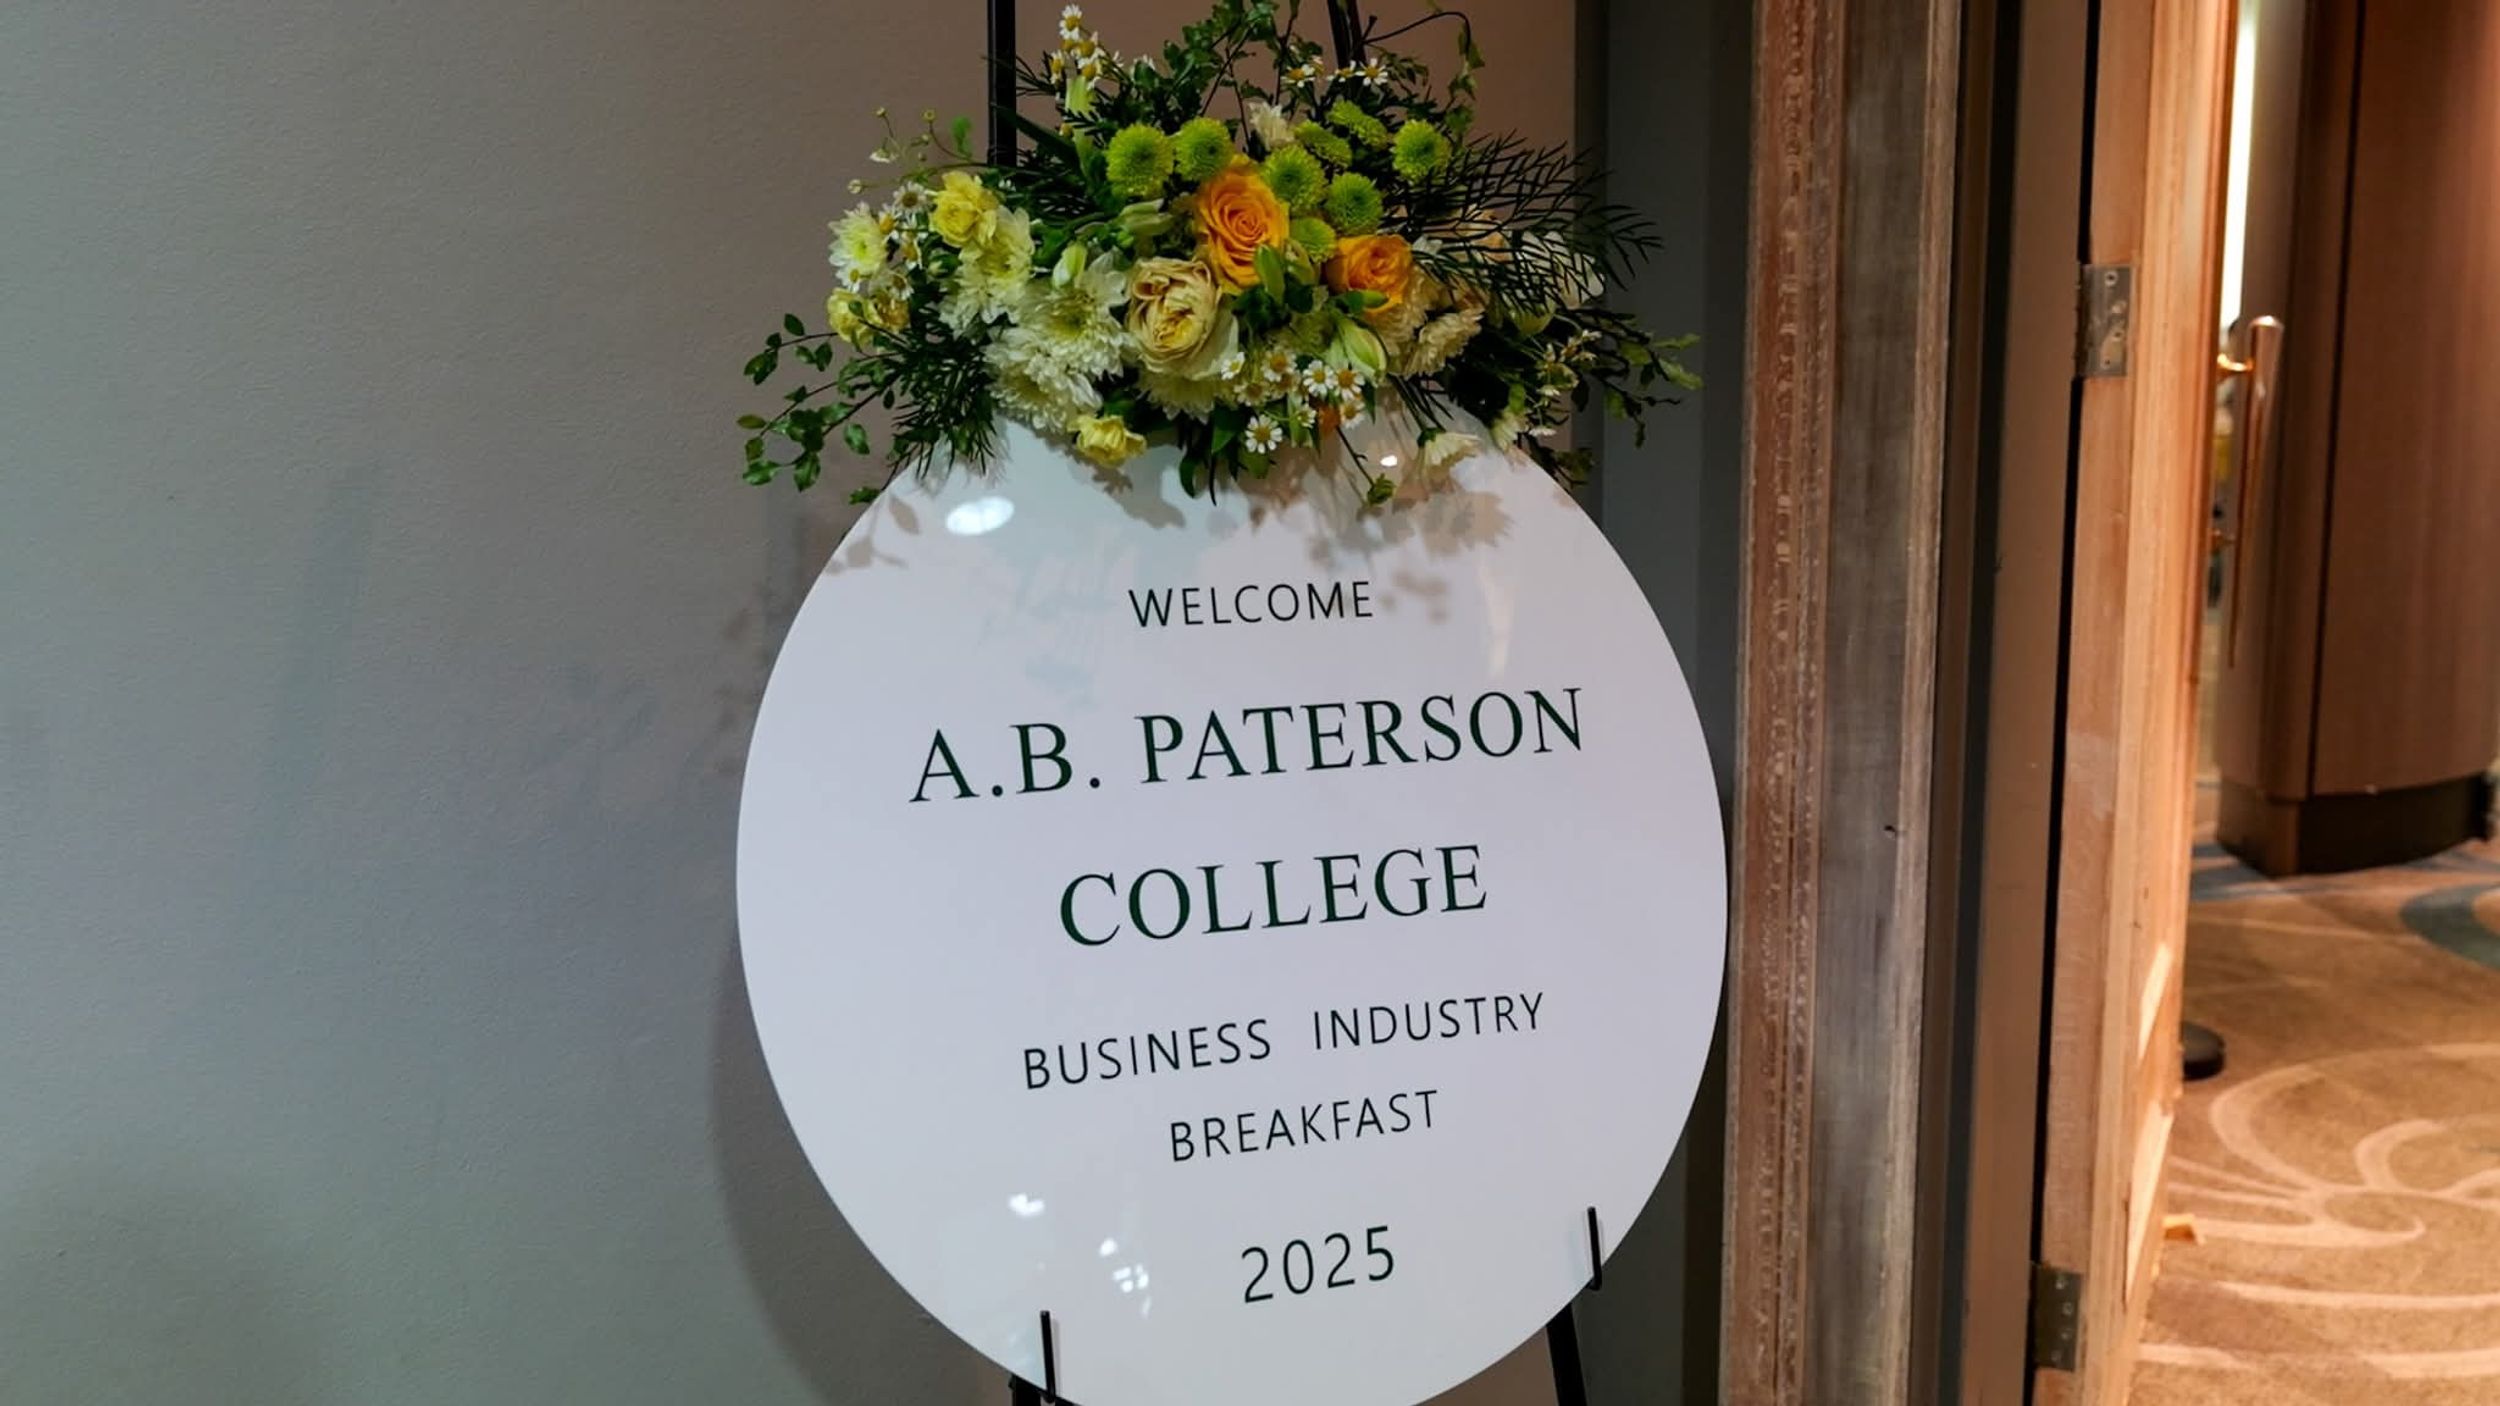 WELCOME
A.B. PATERSON
COLLEGE
BUSINESS INDUSTRY
BREAKFAST
2025